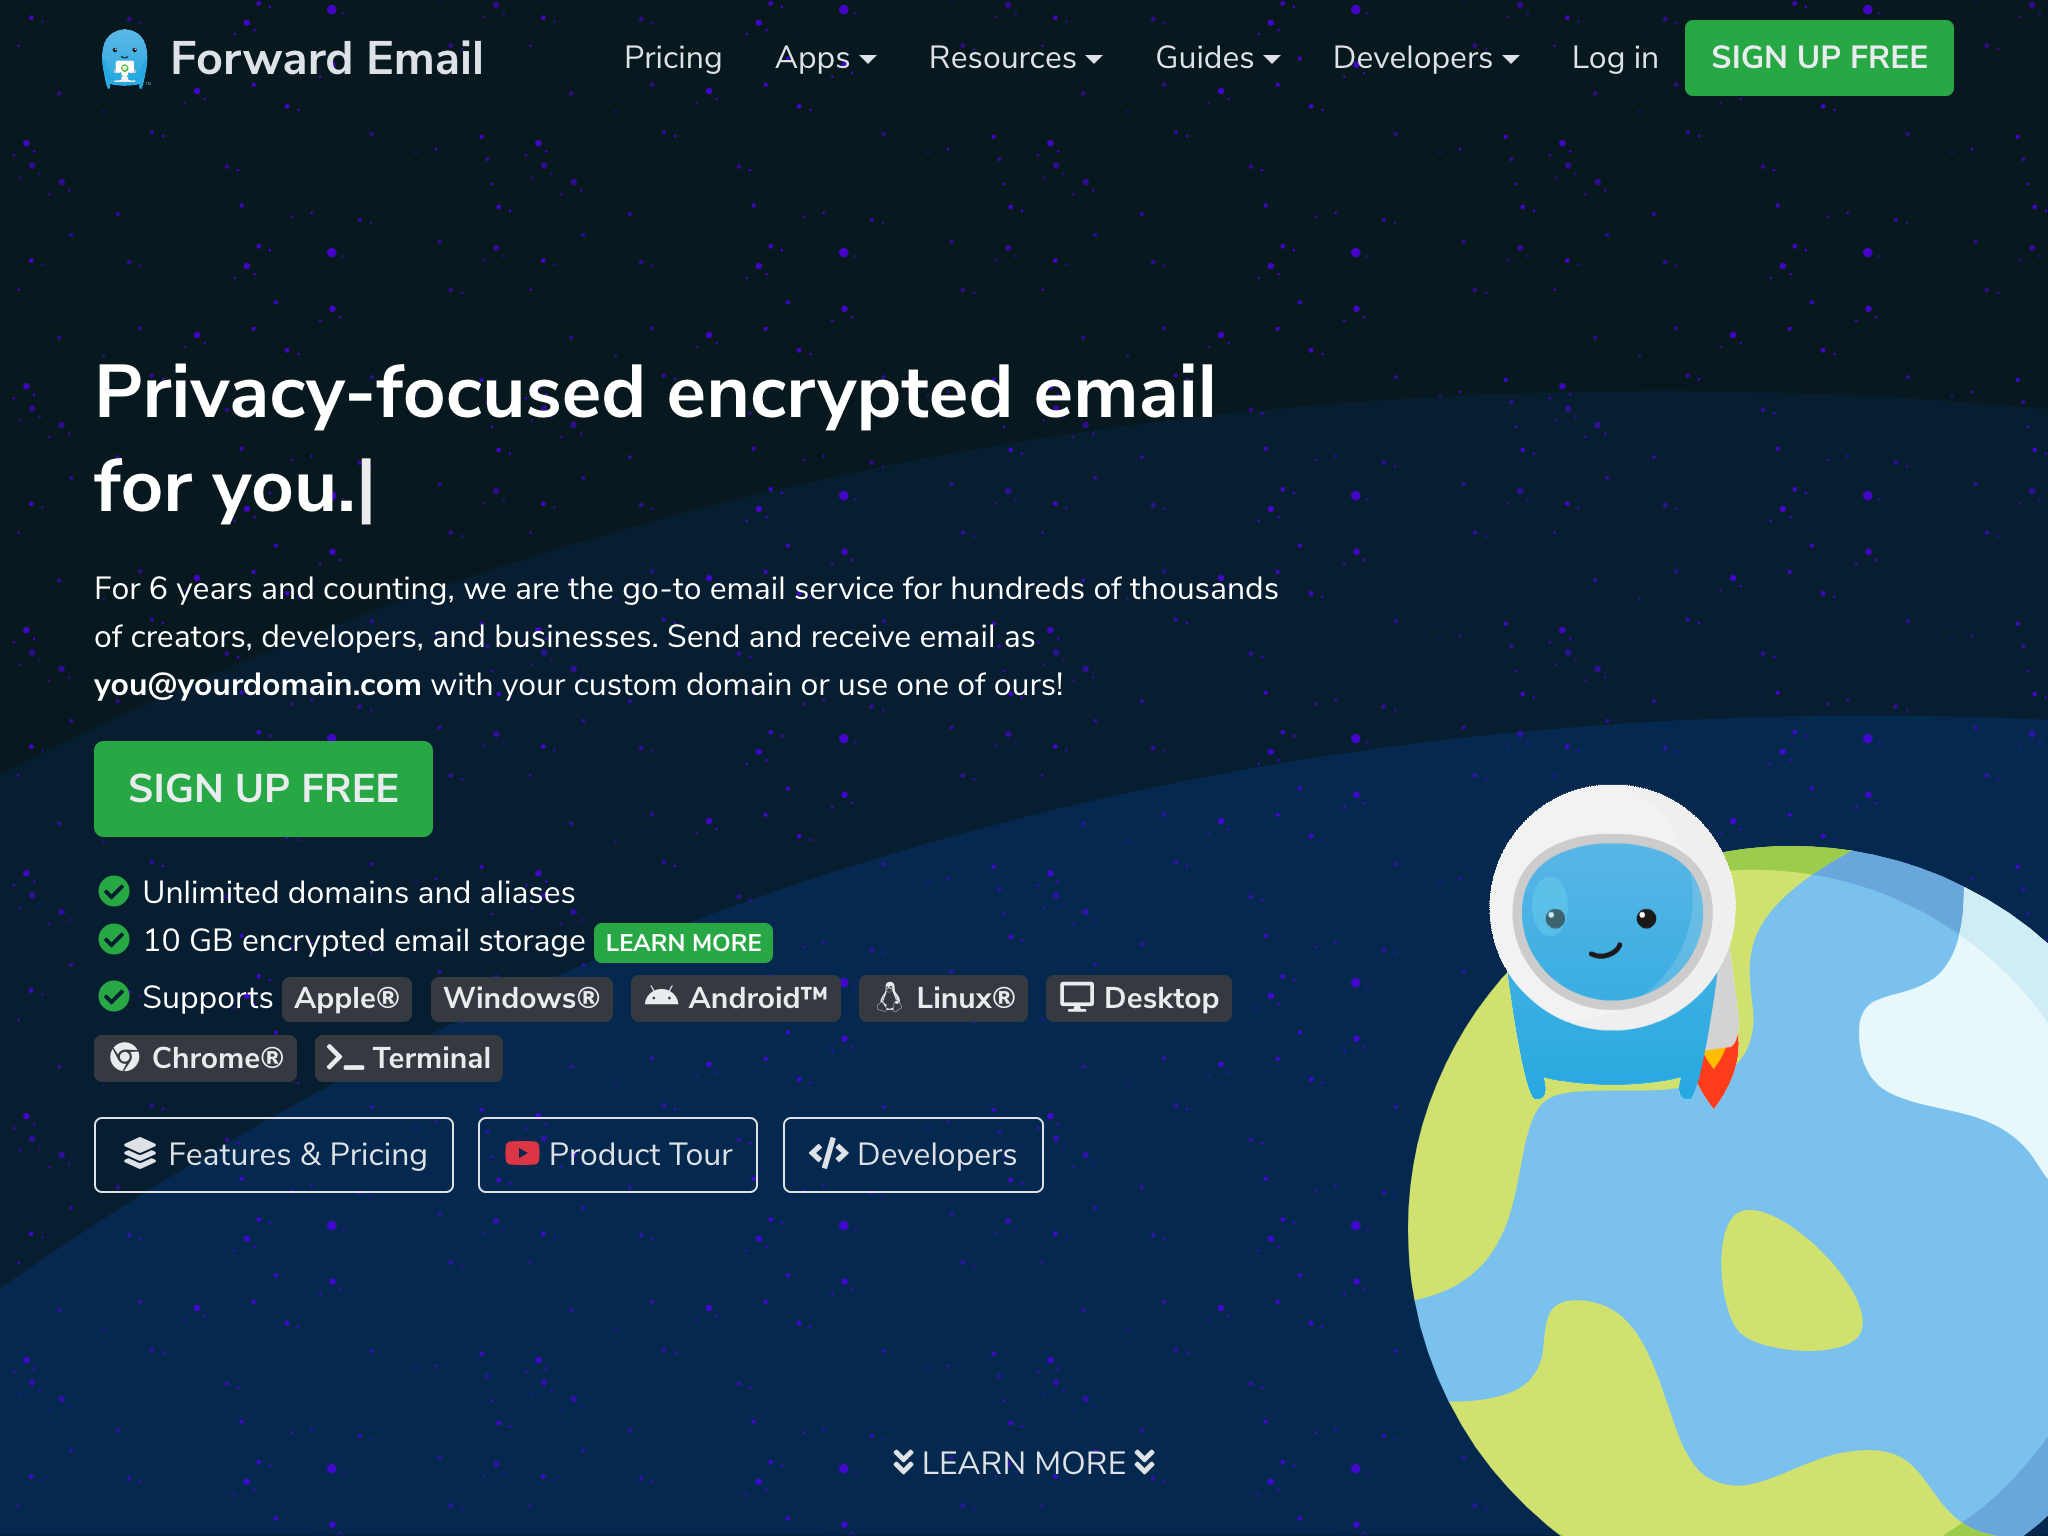 Forward Email
Pricing
Apps
Resources
Guides
Developers
Log in
SIGN UP FREE
Privacy-focused encrypted email
for you.|
For 6 years and counting, we are the go-to email service for hundreds of thousands
of creators, developers, and businesses. Send and receive email as
you@yourdomain.com with your custom domain or use one of ours!
SIGN UP FREE
Unlimited domains and aliases
10 GB encrypted email storage LEARN MORE
Supports Apple® Windows® Android™ Linux® Desktop
Chrome® Terminal
Features & Pricing
Product Tour
Developers
LEARN MORE